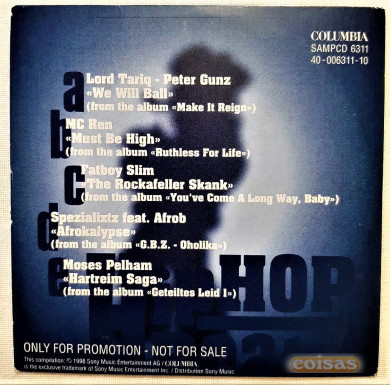 COLUMBIA
SAMPCD 6311
40-006311-10
a
Lord Tariq - Peter Gunz
«We Will Ball»
(from the album «Make It Reign»)
b
MC Ren
«Must Be High»
(from the album «Ruthless For Life»)
c
Fatboy Slim
«The Rockafeller Skank»
(from the album «You've Come A Long Way, Baby»)
d
Spezializtz feat. Afrob
«Afrokalypse»
(from the album «G.B.Z. - Oholika»)
e
Moses Pelham
«Hartreim Saga»
(from the album «Geteiltes Leid I»)
HOP
ONLY FOR PROMOTION - NOT FOR SALE
This compilation: ℗ 1998 Sony Music Entertainment AG / COLUMBIA
is the exclusive trademark of Sony Music Entertainment Inc. / Distribution Sony Music
coisas